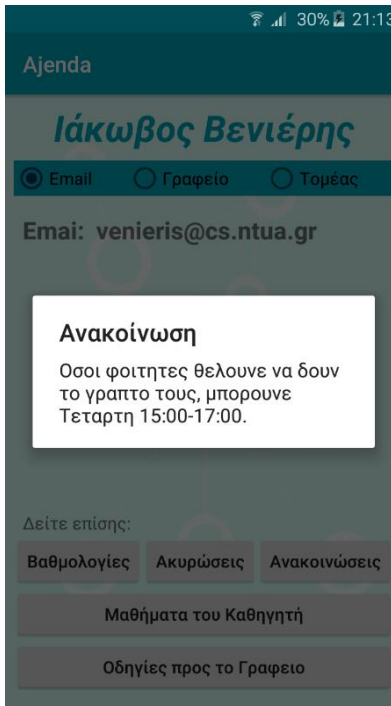 30% 21:13
Ajenda
Ιάκωβος Βενιέρης
Email Γραφείο Τομέας
Emai: venieris@cs.ntua.gr
Ανακοίνωση
Οσοι φοιτητες θελουνε να δουν
το γραπτο τους, μπορουνε
Τεταρτη 15:00-17:00.
Δείτε επίσης:
Βαθμολογίες Ακυρώσεις Ανακοινώσεις
Μαθήματα του Καθηγητή
Οδηγίες προς το Γραφειο